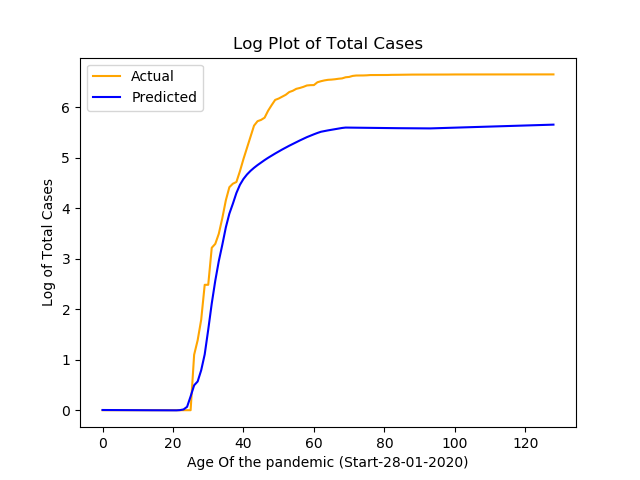 Log Plot of Total Cases
Actual
Predicted
Log of Total Cases
6
5
4
3
2
1
0
0 20 40 60 80 100 120
Age Of the pandemic (Start-28-01-2020)